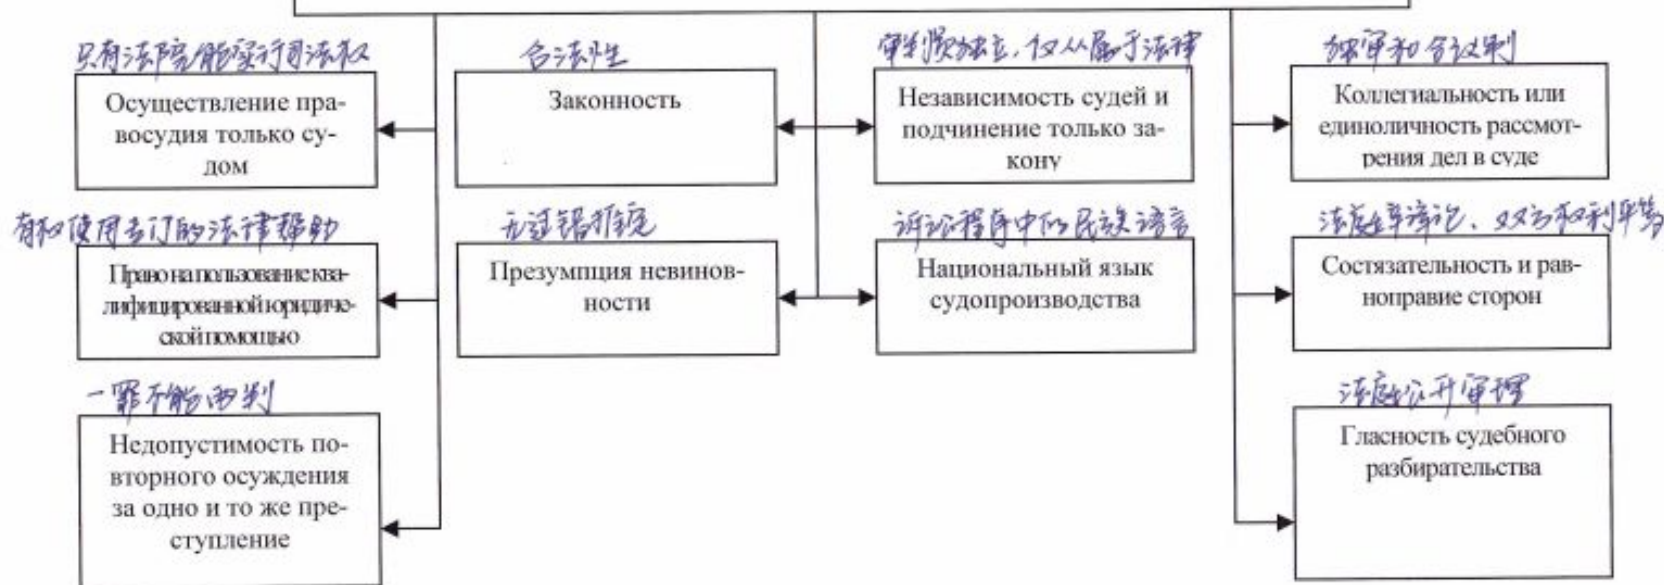 只有法院能实行司法权
Осуществление пра-
восудия только су-
дом
合法性
Законность
审判员独立，仅从属于法律
Независимость судей и
подчинение только за-
кону
独审和合议制
Коллегиальность или
единоличность рассмот-
рения дел в суде
有权使用专门的法律帮助
Право на пользование ква-
лифицированной юридиче-
ской помощью
无过错推定
Презумпция невинов-
ности
诉讼程序中的民族语言
Национальный язык
судопроизводства
法庭辩论、双方权利平等
Состязательность и рав-
ноправие сторон
一罪不能两判
Недопустимость по-
вторного осуждения
за одно и то же пре-
ступление
法庭公开审理
Гласность судебного
разбирательства